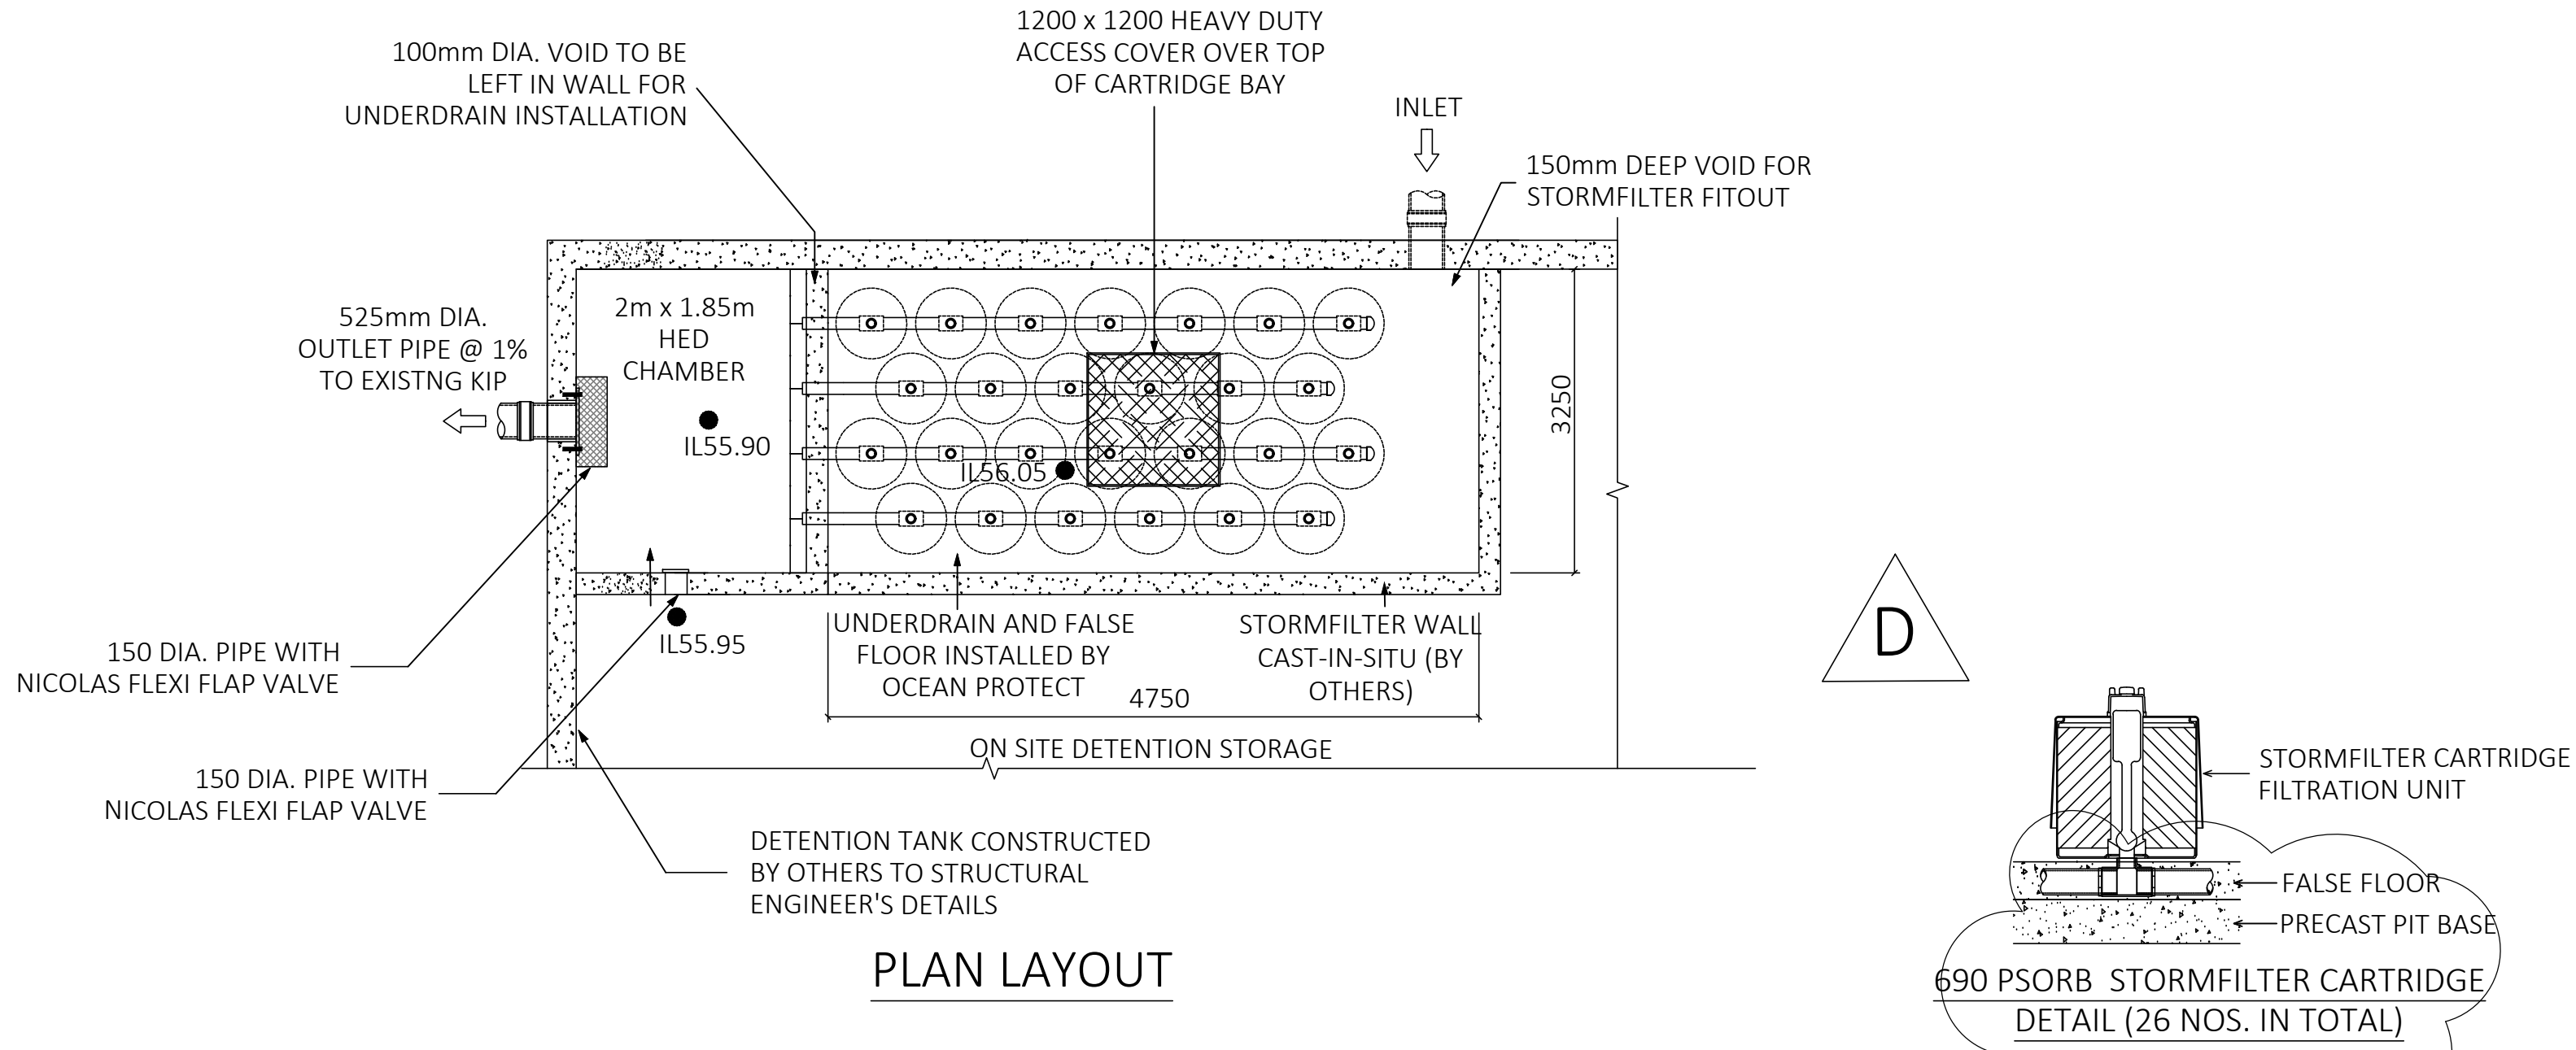 1200 x 1200 HEAVY DUTY
ACCESS COVER OVER TOP
OF CARTRIDGE BAY
100mm DIA. VOID TO BE
LEFT IN WALL FOR
UNDERDRAIN INSTALLATION
INLET
150mm DEEP VOID FOR
STORMFILTER FITOUT
525mm DIA.
OUTLET PIPE @ 1%
TO EXISTNG KIP
2m x 1.85m
HED
CHAMBER
IL55.90
IL56.05
3250
IL55.95
UNDERDRAIN AND FALSE
FLOOR INSTALLED BY
OCEAN PROTECT
STORMFILTER WALL
CAST-IN-SITU (BY
OTHERS)
4750
150 DIA. PIPE WITH
NICOLAS FLEXI FLAP VALVE
ON SITE DETENTION STORAGE
150 DIA. PIPE WITH
NICOLAS FLEXI FLAP VALVE
DETENTION TANK CONSTRUCTED
BY OTHERS TO STRUCTURAL
ENGINEER'S DETAILS
PLAN LAYOUT
D
STORMFILTER CARTRIDGE
FILTRATION UNIT
FALSE FLOOR
PRECAST PIT BASE
690 PSORB STORMFILTER CARTRIDGE
DETAIL (26 NOS. IN TOTAL)